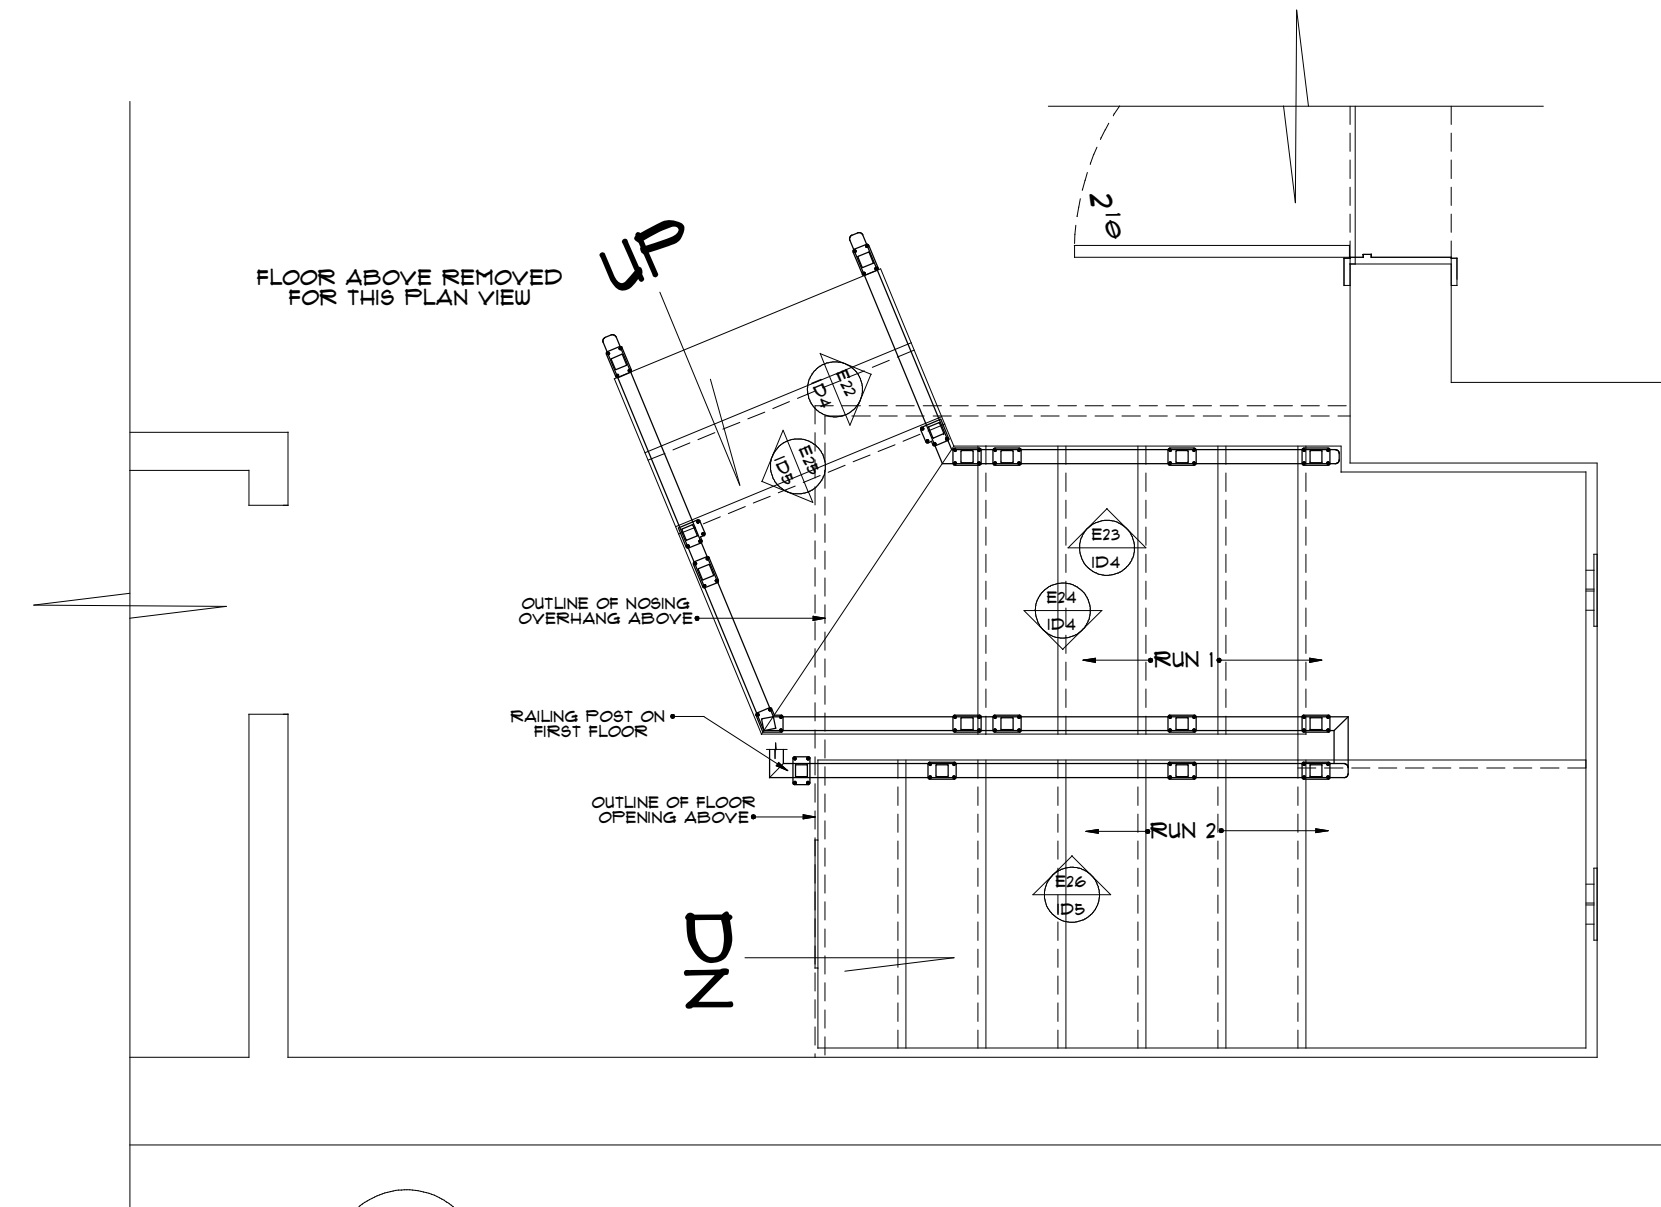 2'0
UP
FLOOR ABOVE REMOVED
FOR THIS PLAN VIEW
E22
ID4
E25
ID5
E23
ID4
E24
ID4
OUTLINE OF NOSING
OVERHANG ABOVE
RUN 1
RAILING POST ON
FIRST FLOOR
OUTLINE OF FLOOR
OPENING ABOVE
RUN 2
E26
ID5
DN